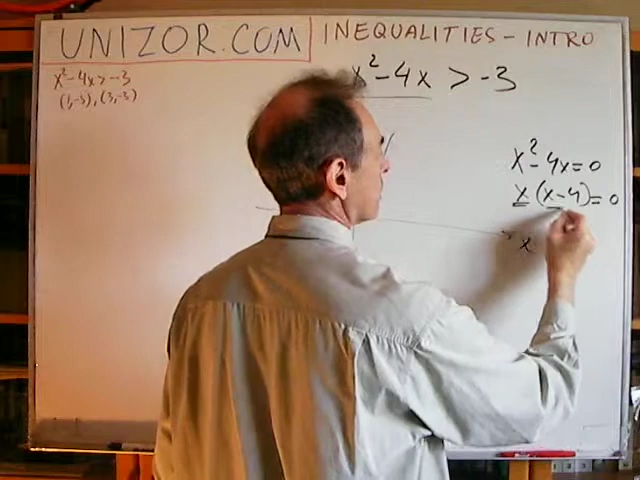 UNIZOR.COM
INEQUALITIES - INTRO
x² - 4x > -3
(1,-3), (3,-3)
x² - 4x > -3
x² - 4x = 0
x (x - 4) = 0
x